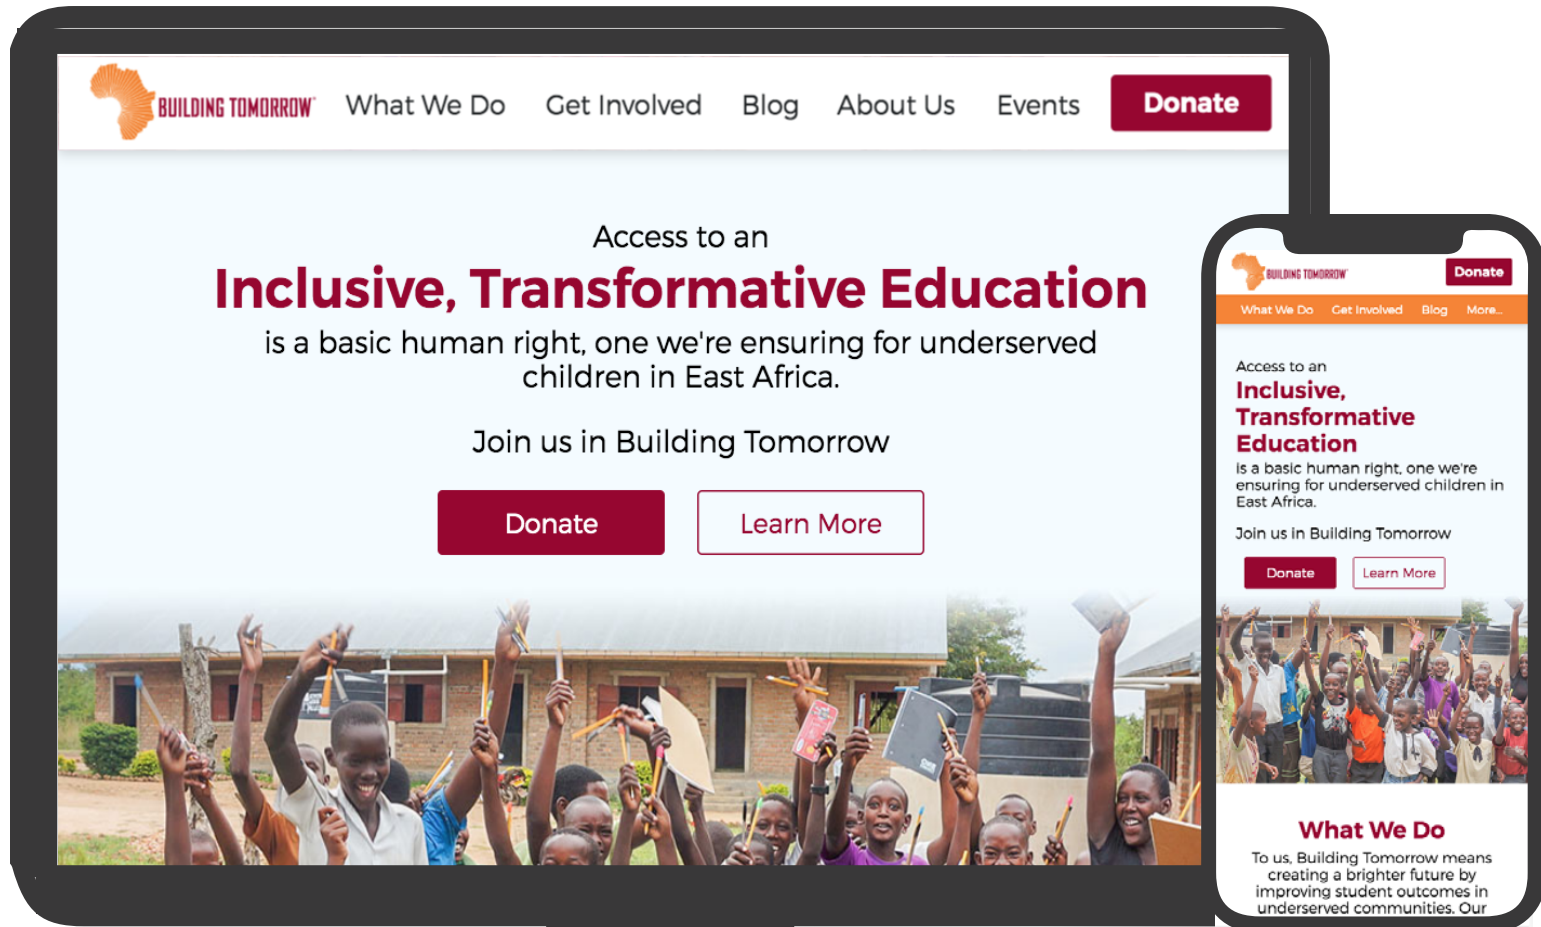 BUILDING TOMORROW
What We Do
Get Involved
Blog
About Us
Events
Donate
Access to an
Inclusive, Transformative Education
is a basic human right, one we're ensuring for underserved
children in East Africa.
Join us in Building Tomorrow
Donate
Learn More
BUILDING TOMORROW
Donate
What We Do
Get Involved
Blog
More...
Access to an
Inclusive,
Transformative
Education
is a basic human right, one we're
ensuring for underserved children in
East Africa.
Join us in Building Tomorrow
Donate
Learn More
What We Do
To us, Building Tomorrow means
creating a brighter future by
improving student outcomes in
underserved communities. Our